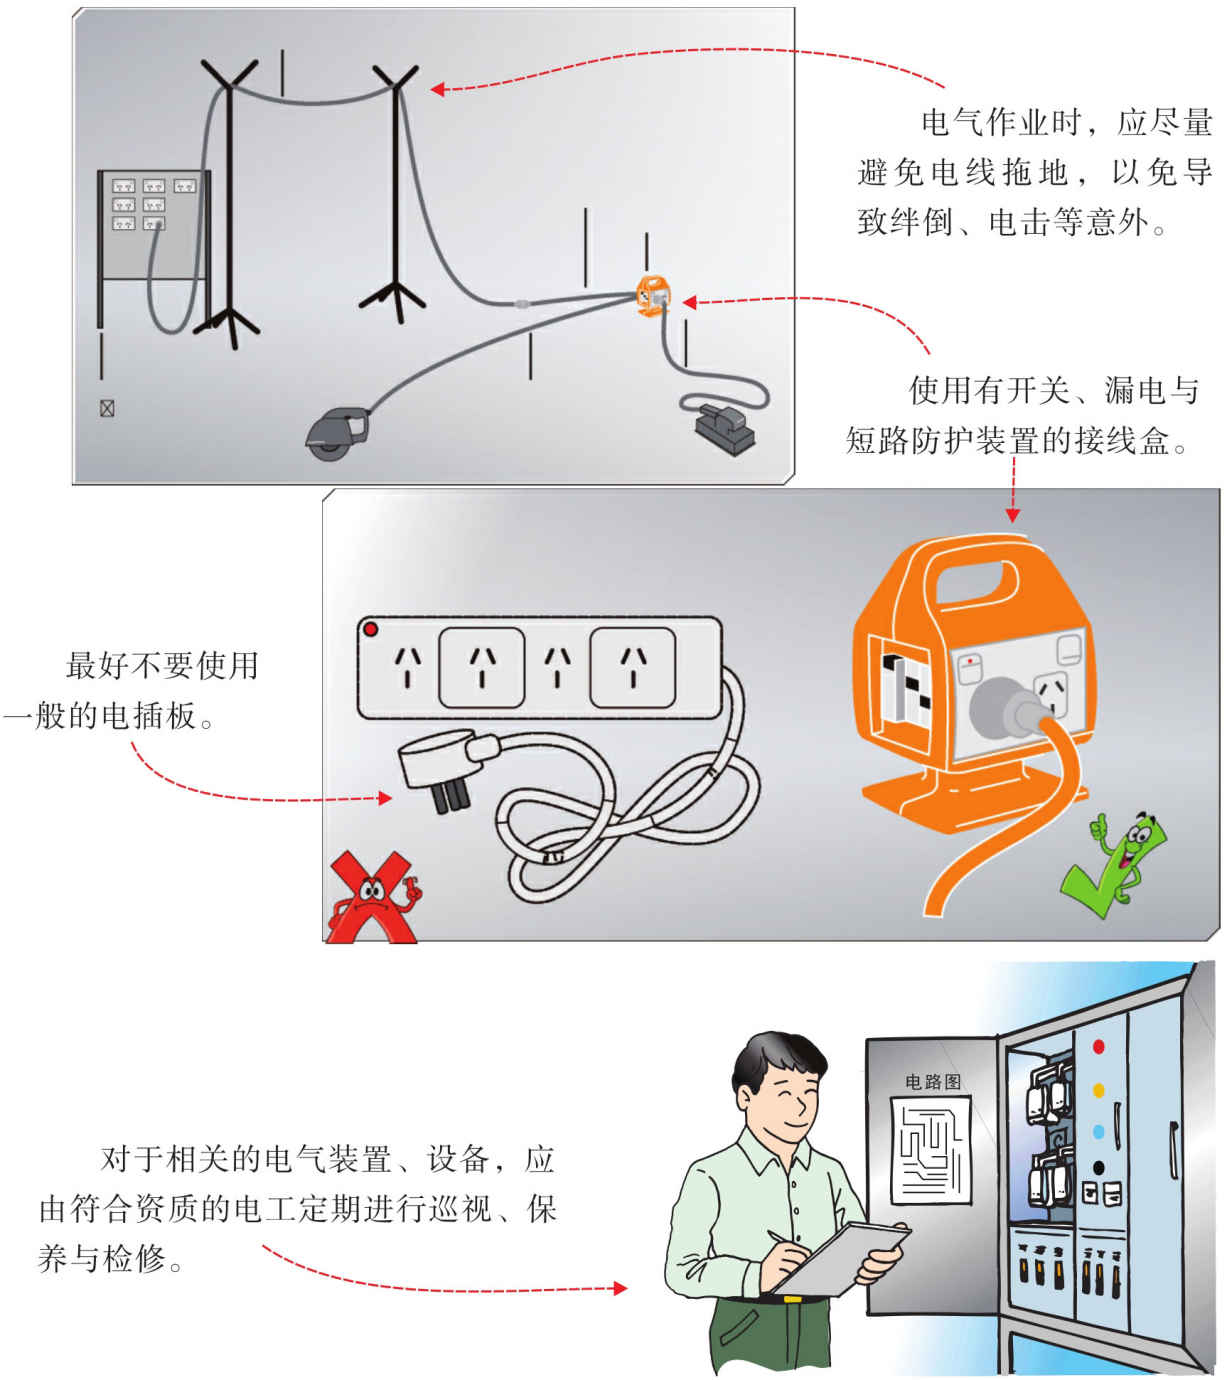 电气作业时，应尽量
避免电线拖地，以免导
致绊倒、电击等意外。
使用有开关、漏电与
短路防护装置的接线盒。
最好不要使用
一般的电插板。
电路图
对于相关的电气装置、设备，应
由符合资质的电工定期进行巡视、保
养与检修。